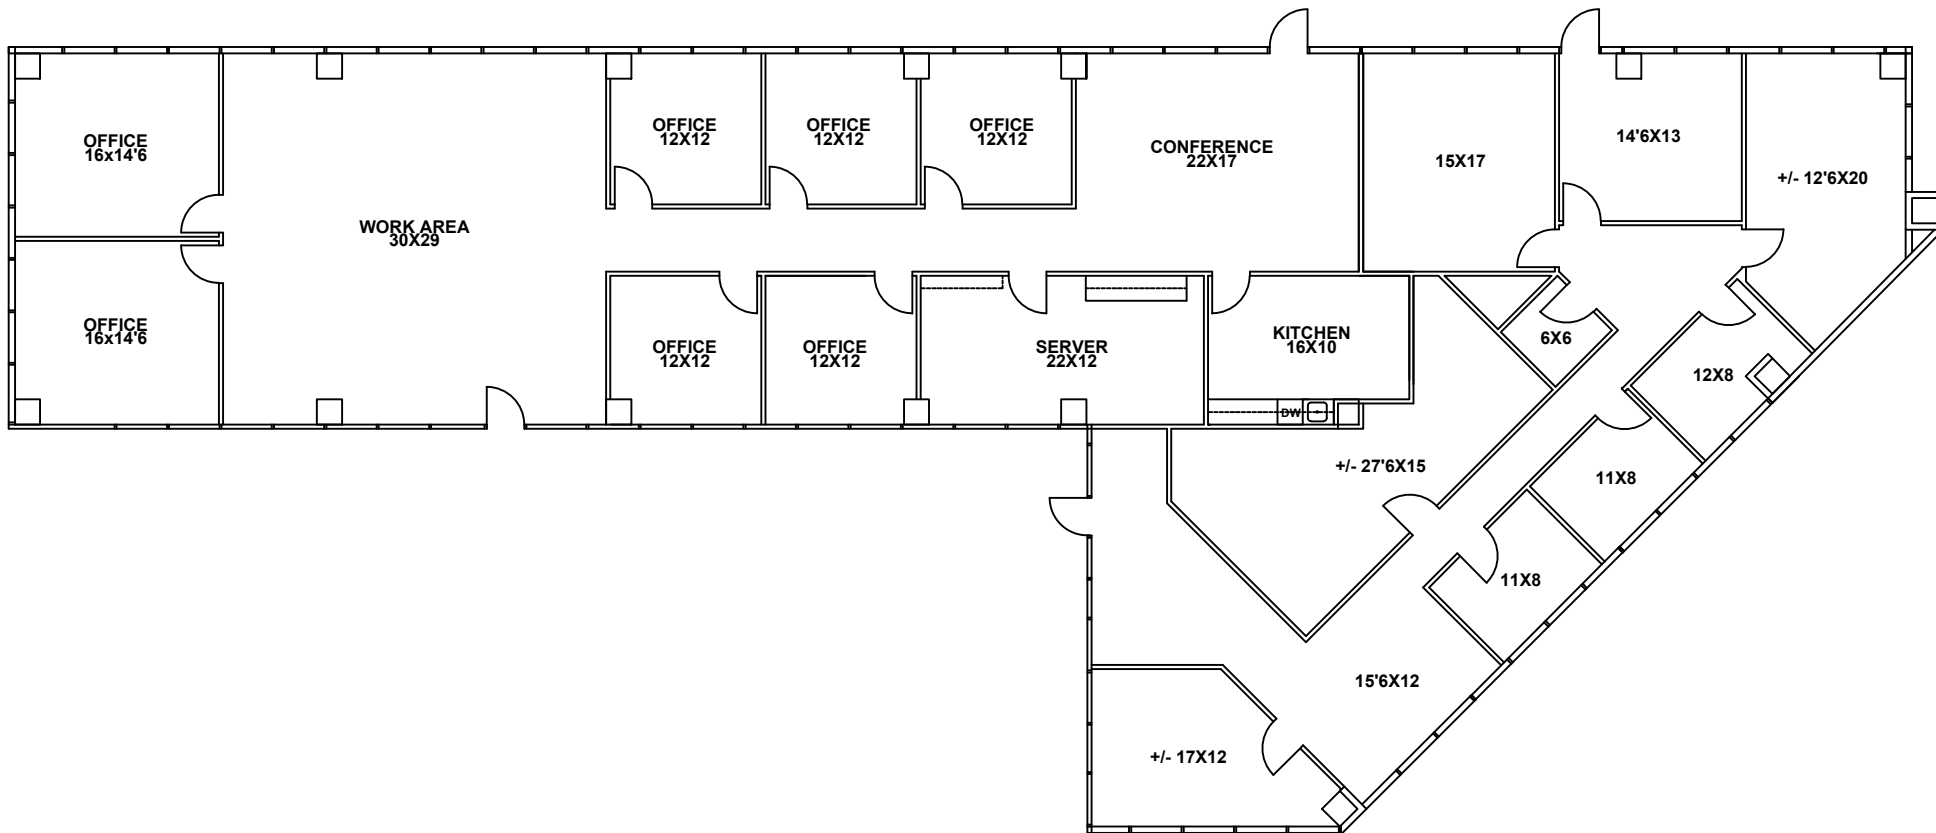 OFFICE
16x14'6
WORK AREA
30X29
OFFICE
12X12
OFFICE
12X12
OFFICE
12X12
CONFERENCE
22X17
15X17
14'6X13
+/- 12'6X20
OFFICE
16x14'6
OFFICE
12X12
OFFICE
12X12
SERVER
22X12
KITCHEN
16X10
DW
6X6
12X8
+/- 27'6X15
11X8
11X8
15'6X12
+/- 17X12